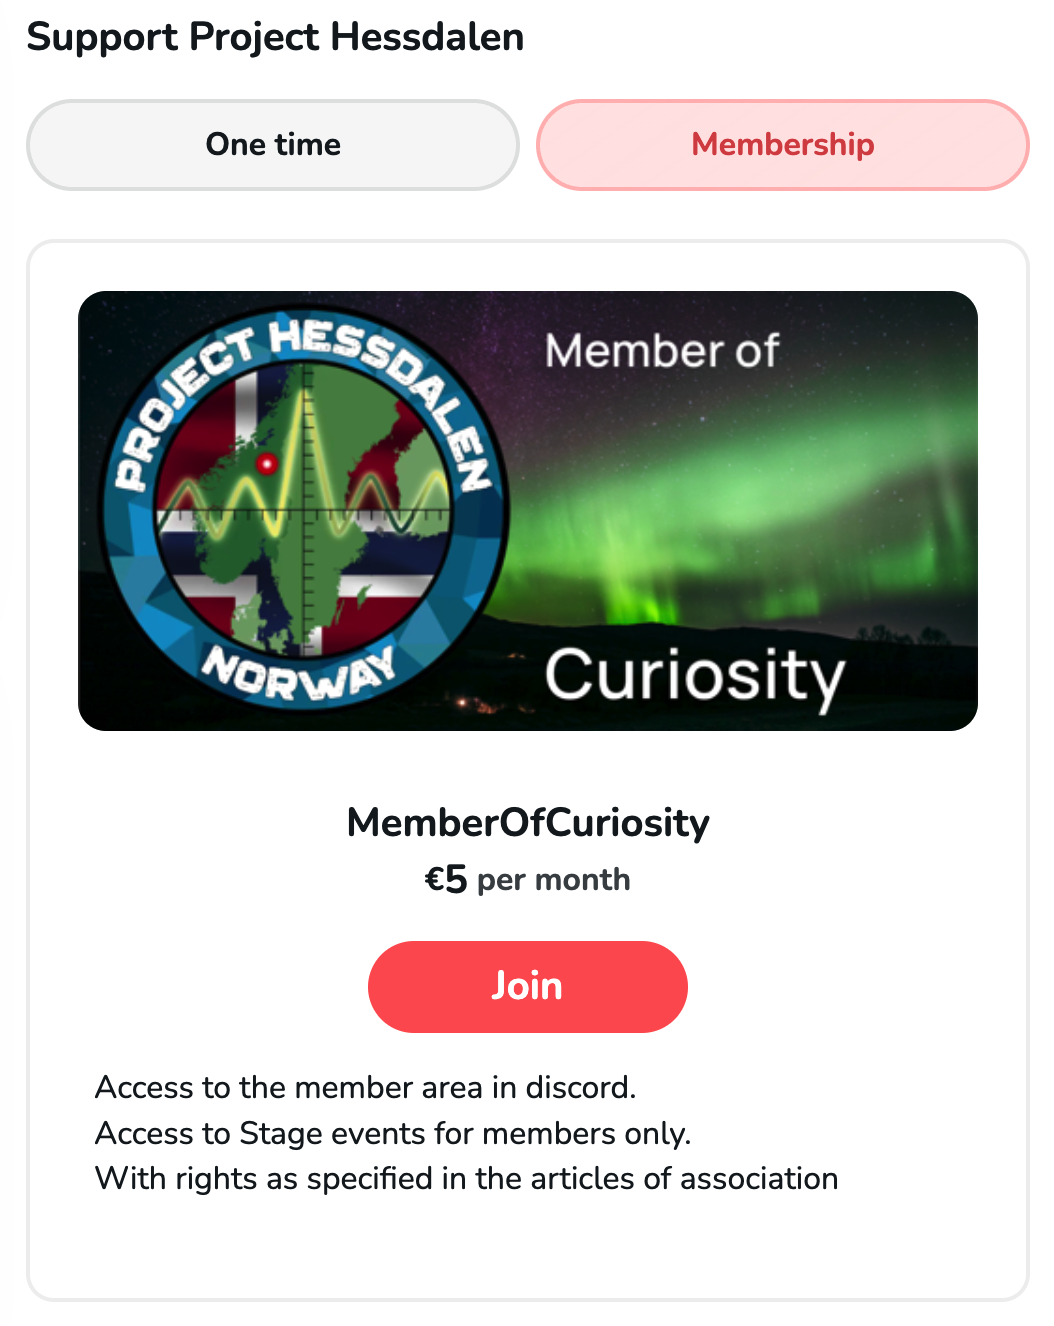 Support Project Hessdalen
One time
Membership
PROJECT HESSDALEN
NORWAY
Member of
Curiosity
MemberOfCuriosity
€5 per month
Join
Access to the member area in discord.
Access to Stage events for members only.
With rights as specified in the articles of association